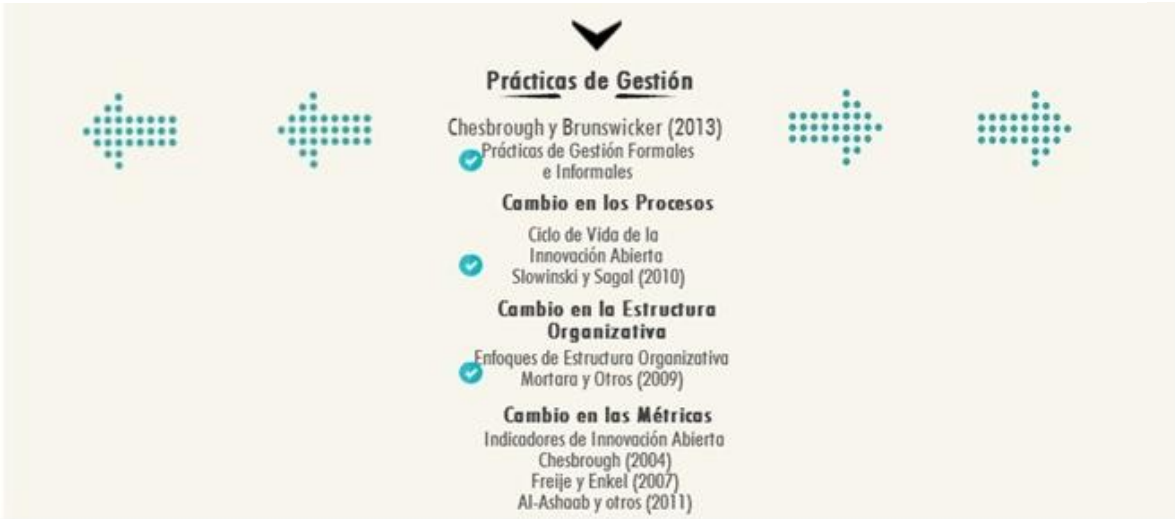 Prácticas de Gestión
Chesbrough y Brunswicker (2013)
Prácticas de Gestión Formales
e Informales
Cambio en los Procesos
Ciclo de Vida de la
Innovación Abierta
Slowinski y Sagal (2010)
Cambio en la Estructura
Organizativa
Enfoques de Estructura Organizativa
Mortara y Otros (2009)
Cambio en las Métricas
Indicadores de Innovación Abierta
Chesbrough (2004)
Freije y Enkel (2007)
Al-Ashaab y otros (2011)